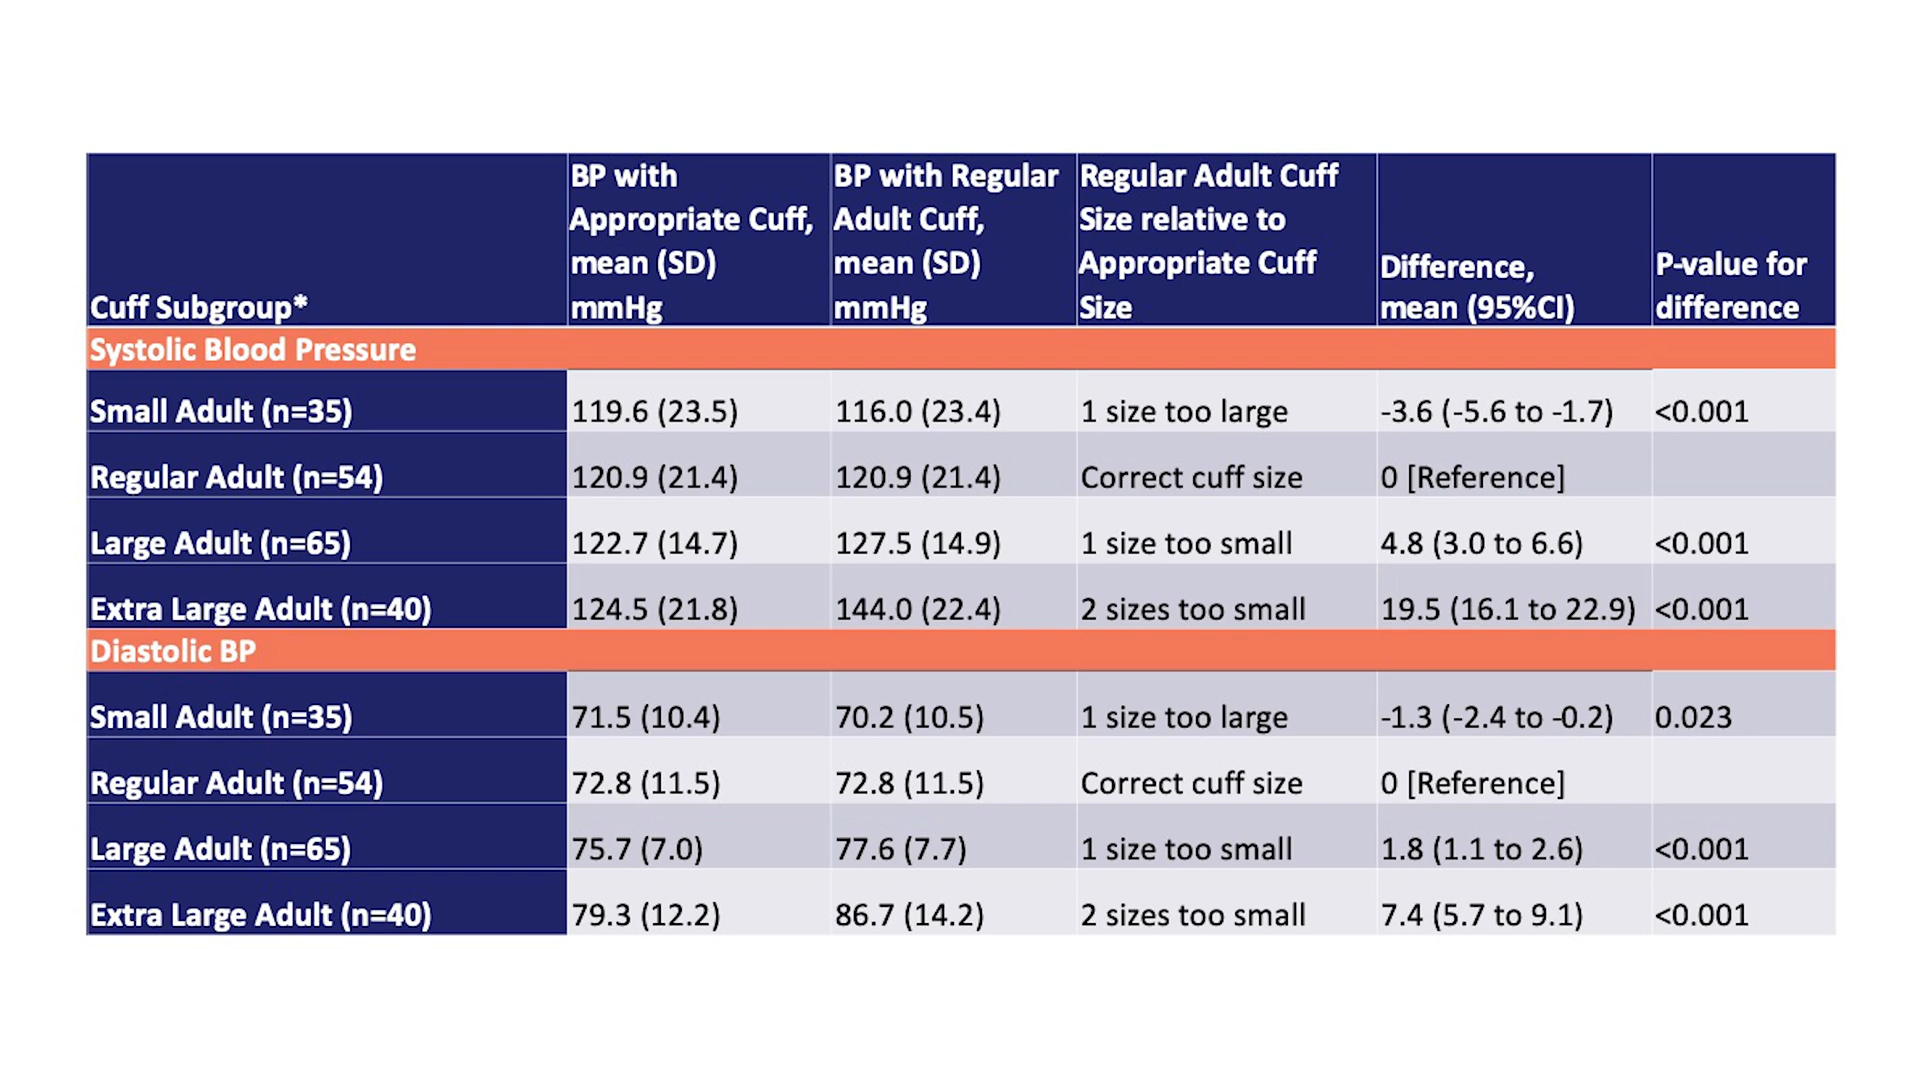 Cuff Subgroup*
BP with
Appropriate Cuff,
mean (SD)
mmHg
BP with Regular
Adult Cuff,
mean (SD)
mmHg
Regular Adult Cuff
Size relative to
Appropriate Cuff
Size
Difference,
mean (95%CI)
P-value for
difference
Systolic Blood Pressure
Small Adult (n=35) 119.6 (23.5) 116.0 (23.4) 1 size too large -3.6 (-5.6 to -1.7) <0.001
Regular Adult (n=54) 120.9 (21.4) 120.9 (21.4) Correct cuff size 0 [Reference]
Large Adult (n=65) 122.7 (14.7) 127.5 (14.9) 1 size too small 4.8 (3.0 to 6.6) <0.001
Extra Large Adult (n=40) 124.5 (21.8) 144.0 (22.4) 2 sizes too small 19.5 (16.1 to 22.9) <0.001
Diastolic BP
Small Adult (n=35) 71.5 (10.4) 70.2 (10.5) 1 size too large -1.3 (-2.4 to -0.2) 0.023
Regular Adult (n=54) 72.8 (11.5) 72.8 (11.5) Correct cuff size 0 [Reference]
Large Adult (n=65) 75.7 (7.0) 77.6 (7.7) 1 size too small 1.8 (1.1 to 2.6) <0.001
Extra Large Adult (n=40) 79.3 (12.2) 86.7 (14.2) 2 sizes too small 7.4 (5.7 to 9.1) <0.001